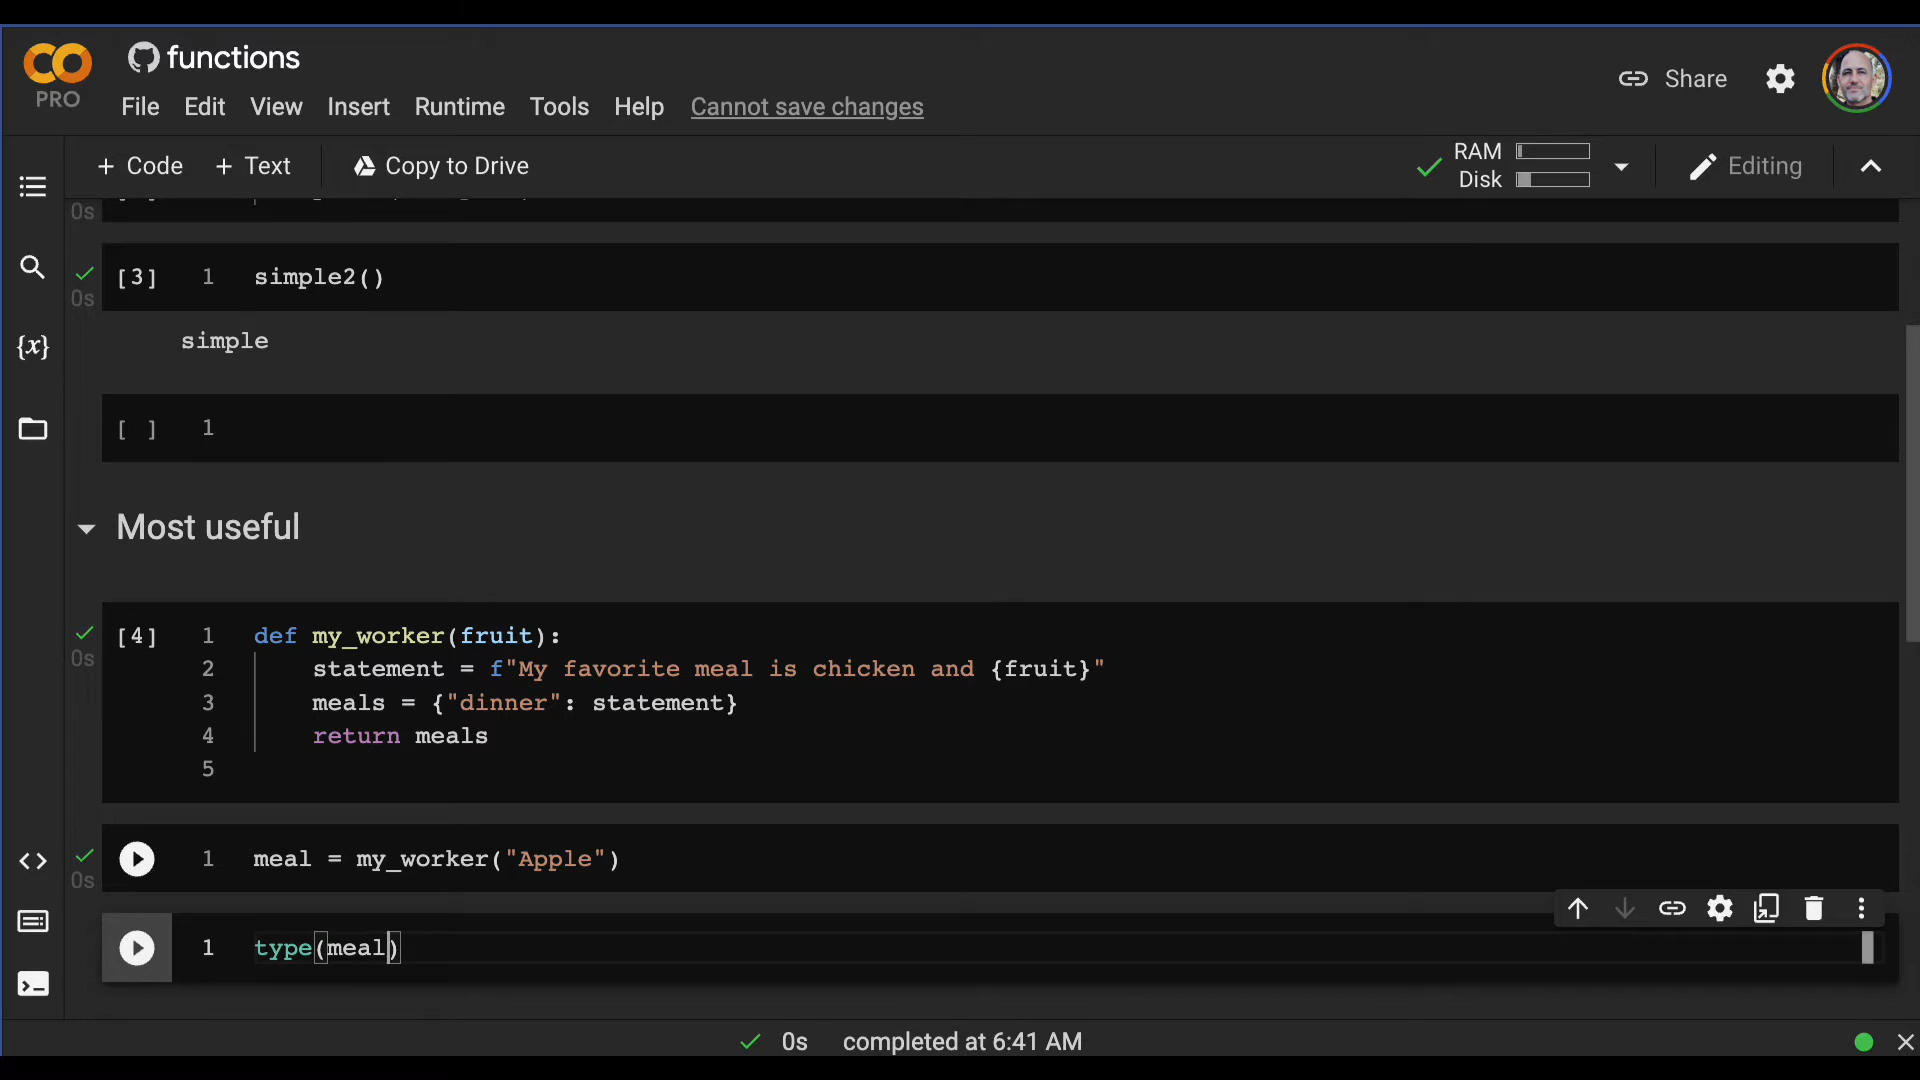 functions
PRO
File Edit View Insert Runtime Tools Help Cannot save changes
Share
+ Code + Text Copy to Drive
RAM
Disk
Editing
0s
[3] 1 simple2()
0s
simple
[ ] 1
Most useful
[4] 1 def my_worker(fruit):
0s
2 statement = f"My favorite meal is chicken and {fruit}"
3 meals = {"dinner": statement}
4 return meals
5
1 meal = my_worker("Apple")
0s
1 type(meal)
0s completed at 6:41 AM